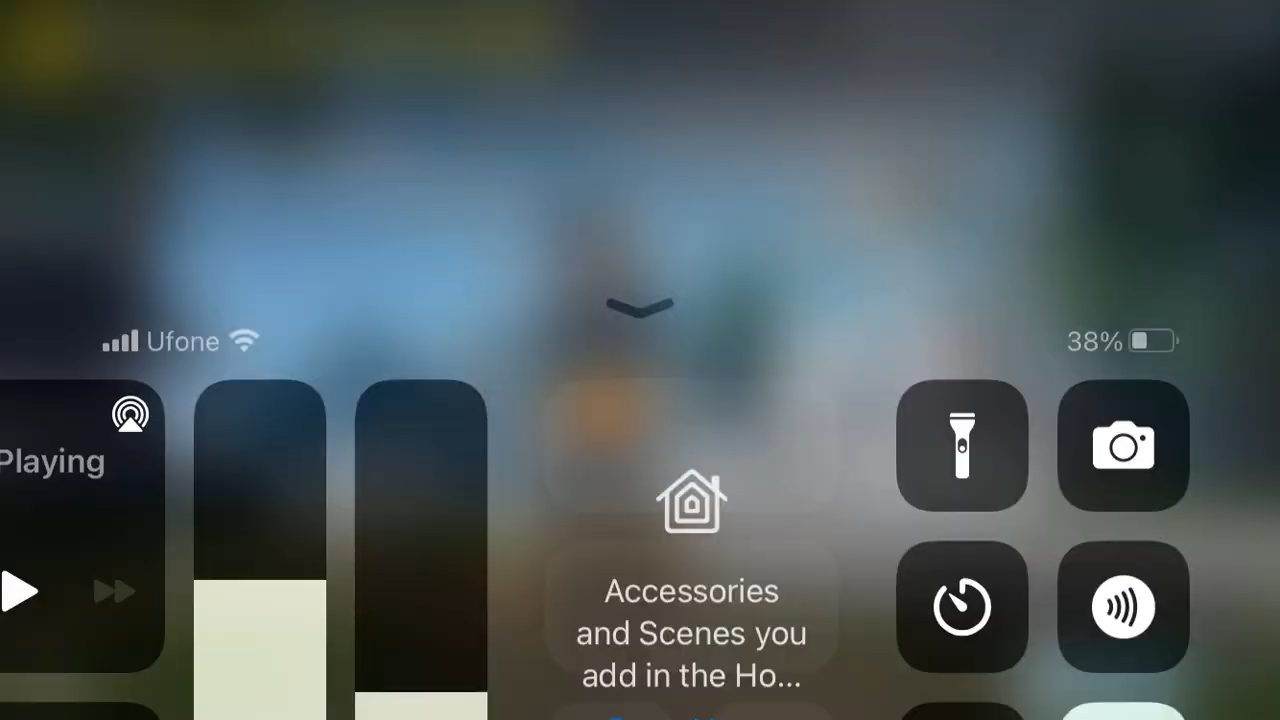 Ufone
38%
Playing
Accessories
and Scenes you
add in the Ho...